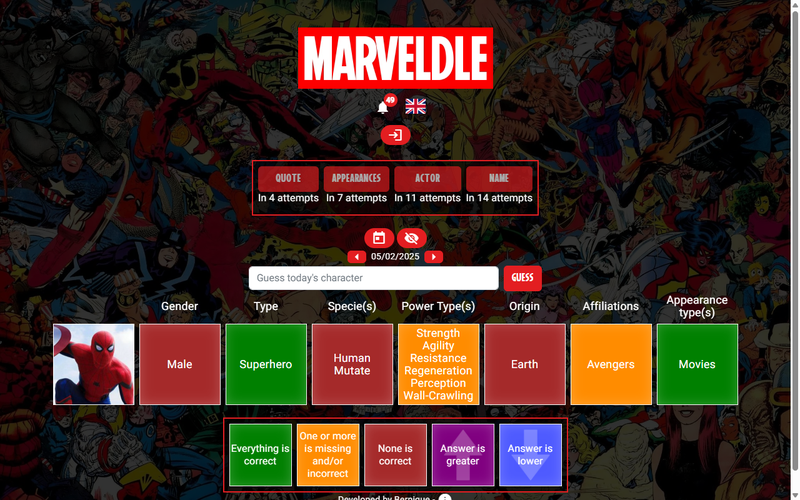 MARVELDLE
49
QUOTE APPEARANCES ACTOR NAME
In 4 attempts In 7 attempts In 11 attempts In 14 attempts
05/02/2025
Guess today's character GUESS
Gender Type Specie(s) Power Type(s) Origin Affiliations Appearance type(s)
Male
Superhero
Human
Mutate
Strength
Agility
Resistance
Regeneration
Perception
Wall-Crawling
Earth
Avengers
Movies
Everything is
correct
One or more
is missing
and/or
incorrect
None is
correct
Answer is
greater
Answer is
lower
Developed by Bernique -